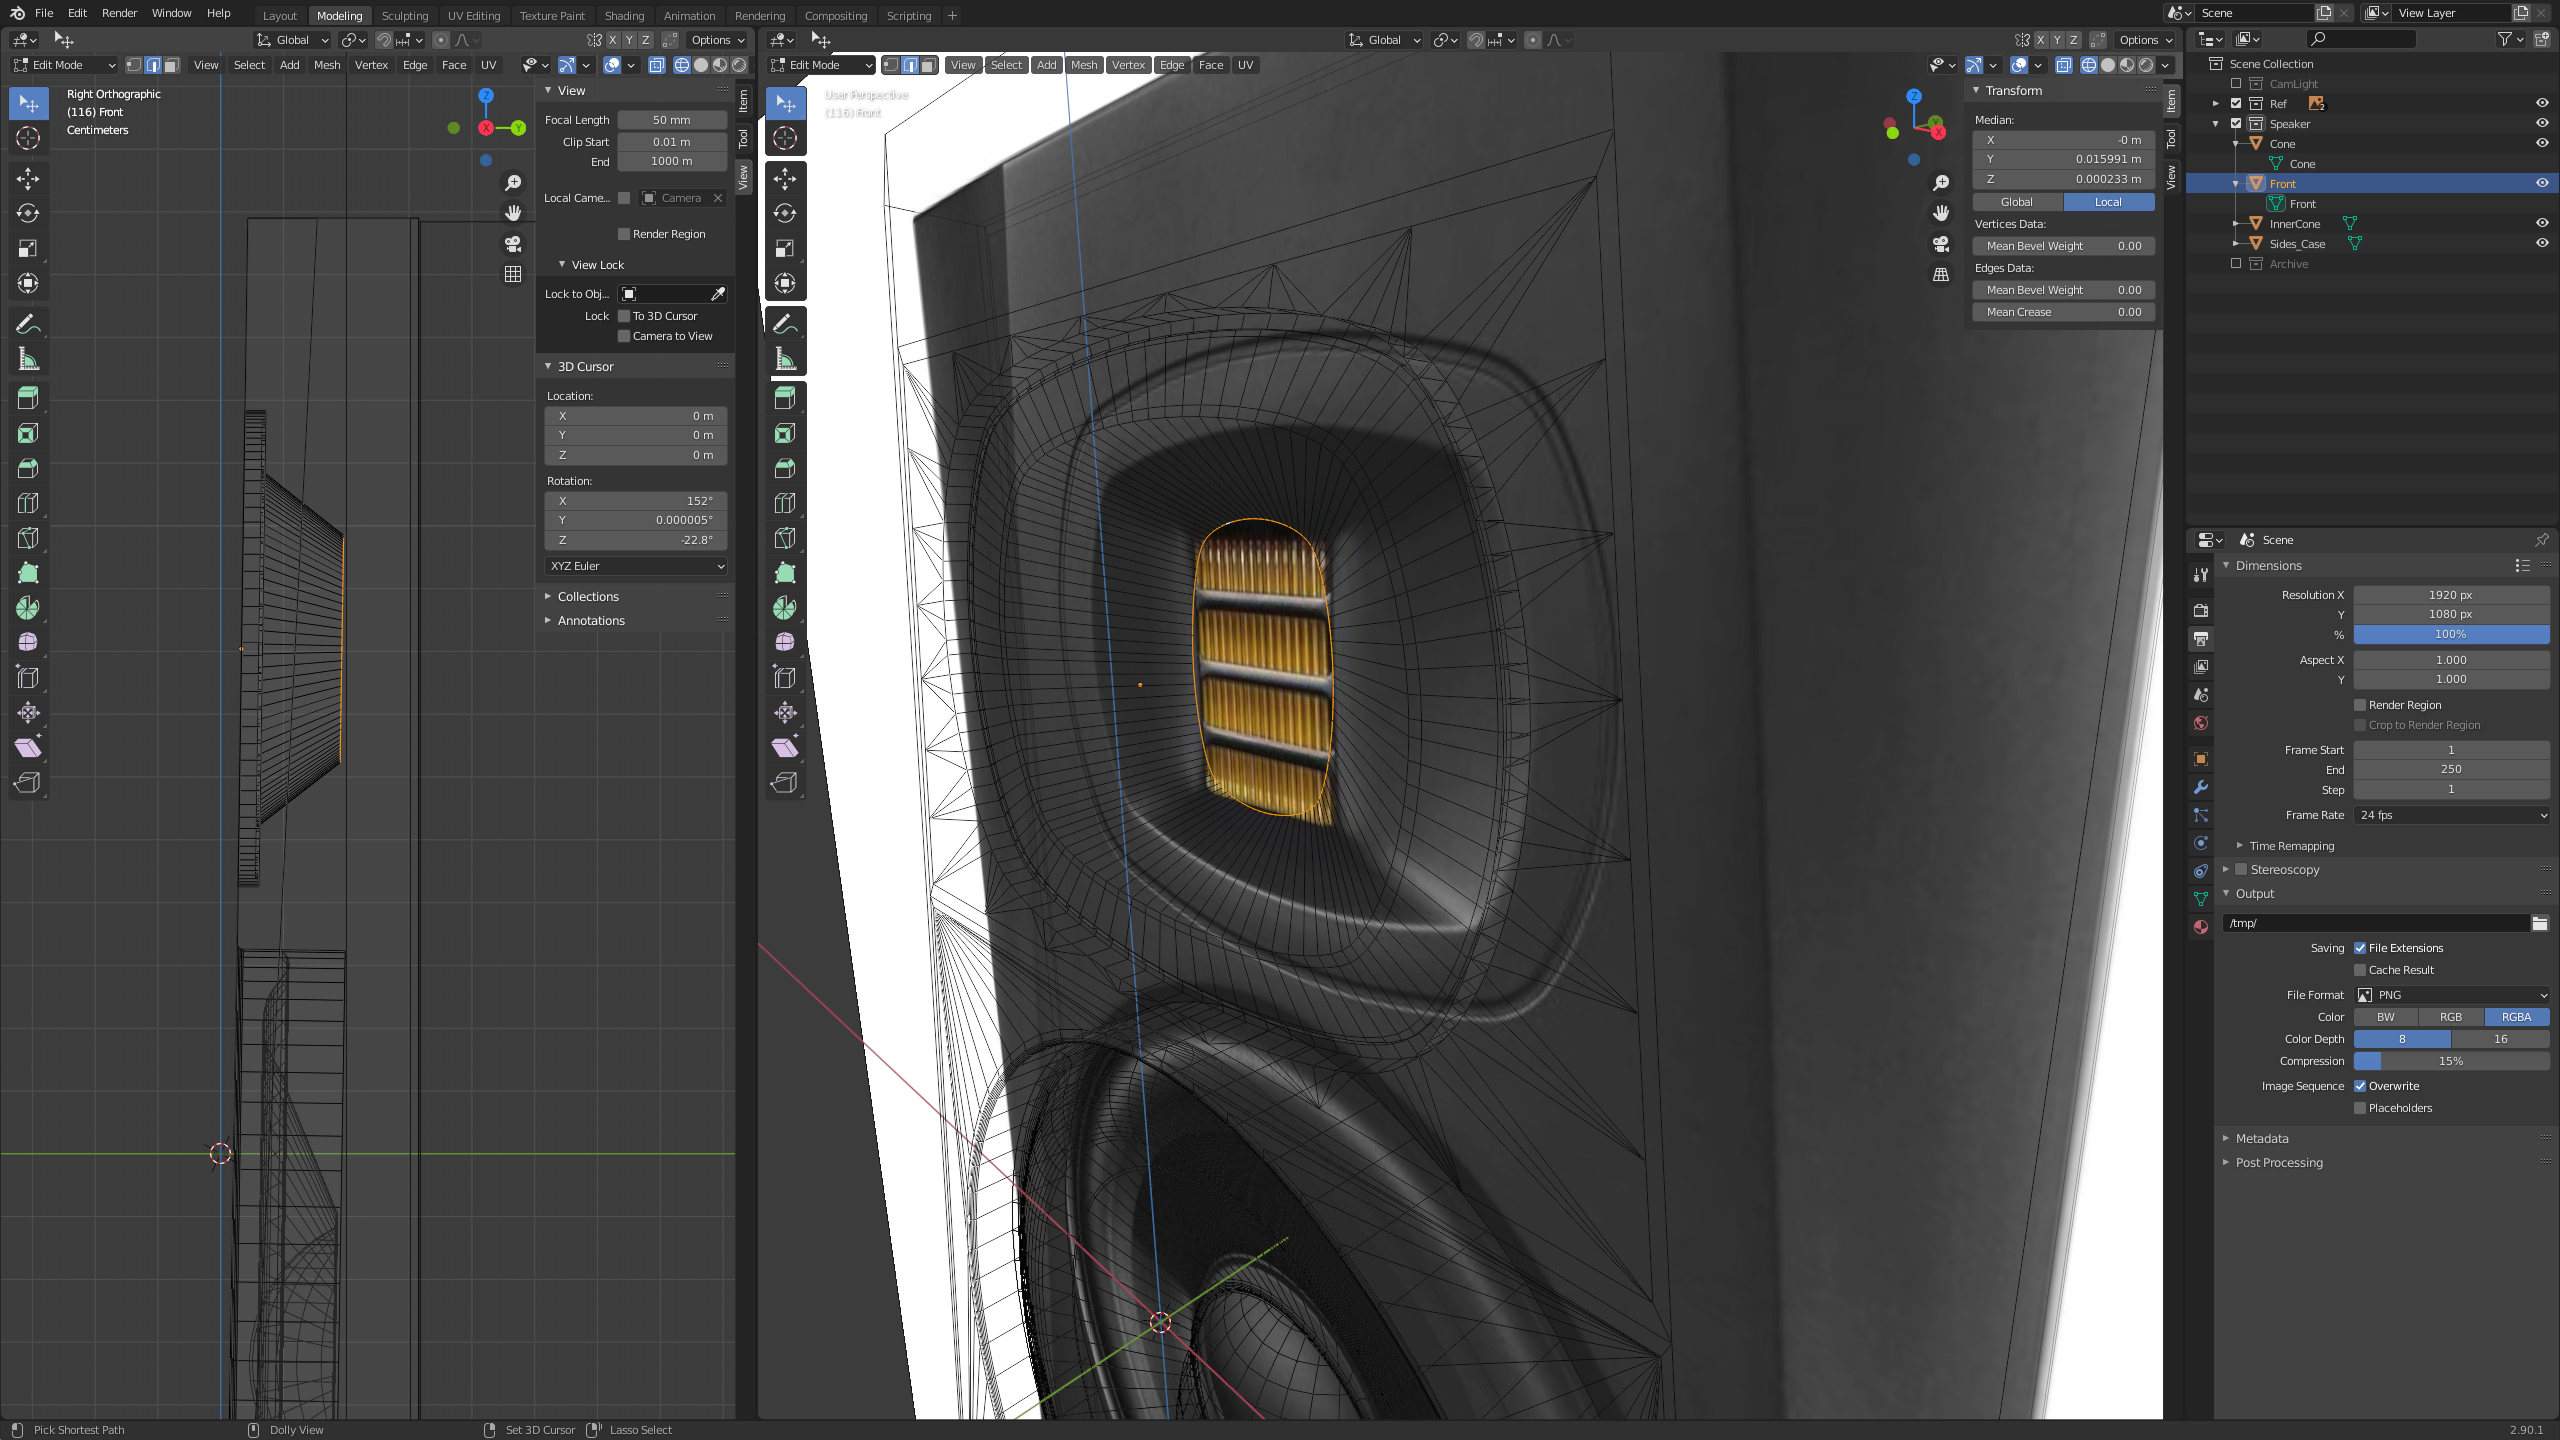 File Edit Render Window Help Layout Modeling Sculpting UV Editing Texture Paint Shading Animation Rendering Compositing Scripting + Scene View Layer
Global X Y Z Options
Global X Y Z Options
Edit Mode View Select Add Mesh Vertex Edge Face UV
Edit Mode View Select Add Mesh Vertex Edge Face UV
Right Orthographic
(116) Front
Centimeters
Z
X
Y
View
Focal Length 50 mm
Clip Start 0.01 m
End 1000 m
Local Came... Camera
Render Region
View Lock
Lock to Obj...
Lock To 3D Cursor
Camera to View
3D Cursor
Location:
X 0 m
Y 0 m
Z 0 m
Rotation:
X 152°
Y 0.000005°
Z -22.8°
XYZ Euler
Collections
Annotations
Item
Tool
View
User Perspective
(116) Front
Z
Y
X
Transform
Median:
X -0 m
Y 0.015991 m
Z 0.000233 m
Global Local
Vertices Data:
Mean Bevel Weight 0.00
Edges Data:
Mean Bevel Weight 0.00
Mean Crease 0.00
Item
Tool
View
Scene Collection
CamLight
Ref 2
Speaker
Cone
Cone
Front
Front
InnerCone
Sides_Case
Archive
Scene
Dimensions
Resolution X 1920 px
Y 1080 px
% 100%
Aspect X 1.000
Y 1.000
Render Region
Crop to Render Region
Frame Start 1
End 250
Step 1
Frame Rate 24 fps
Time Remapping
Stereoscopy
Output
/tmp/
Saving File Extensions
Cache Result
File Format PNG
Color BW RGB RGBA
Color Depth 8 16
Compression 15%
Image Sequence Overwrite
Placeholders
Metadata
Post Processing
Pick Shortest Path Dolly View Set 3D Cursor Lasso Select 2.90.1